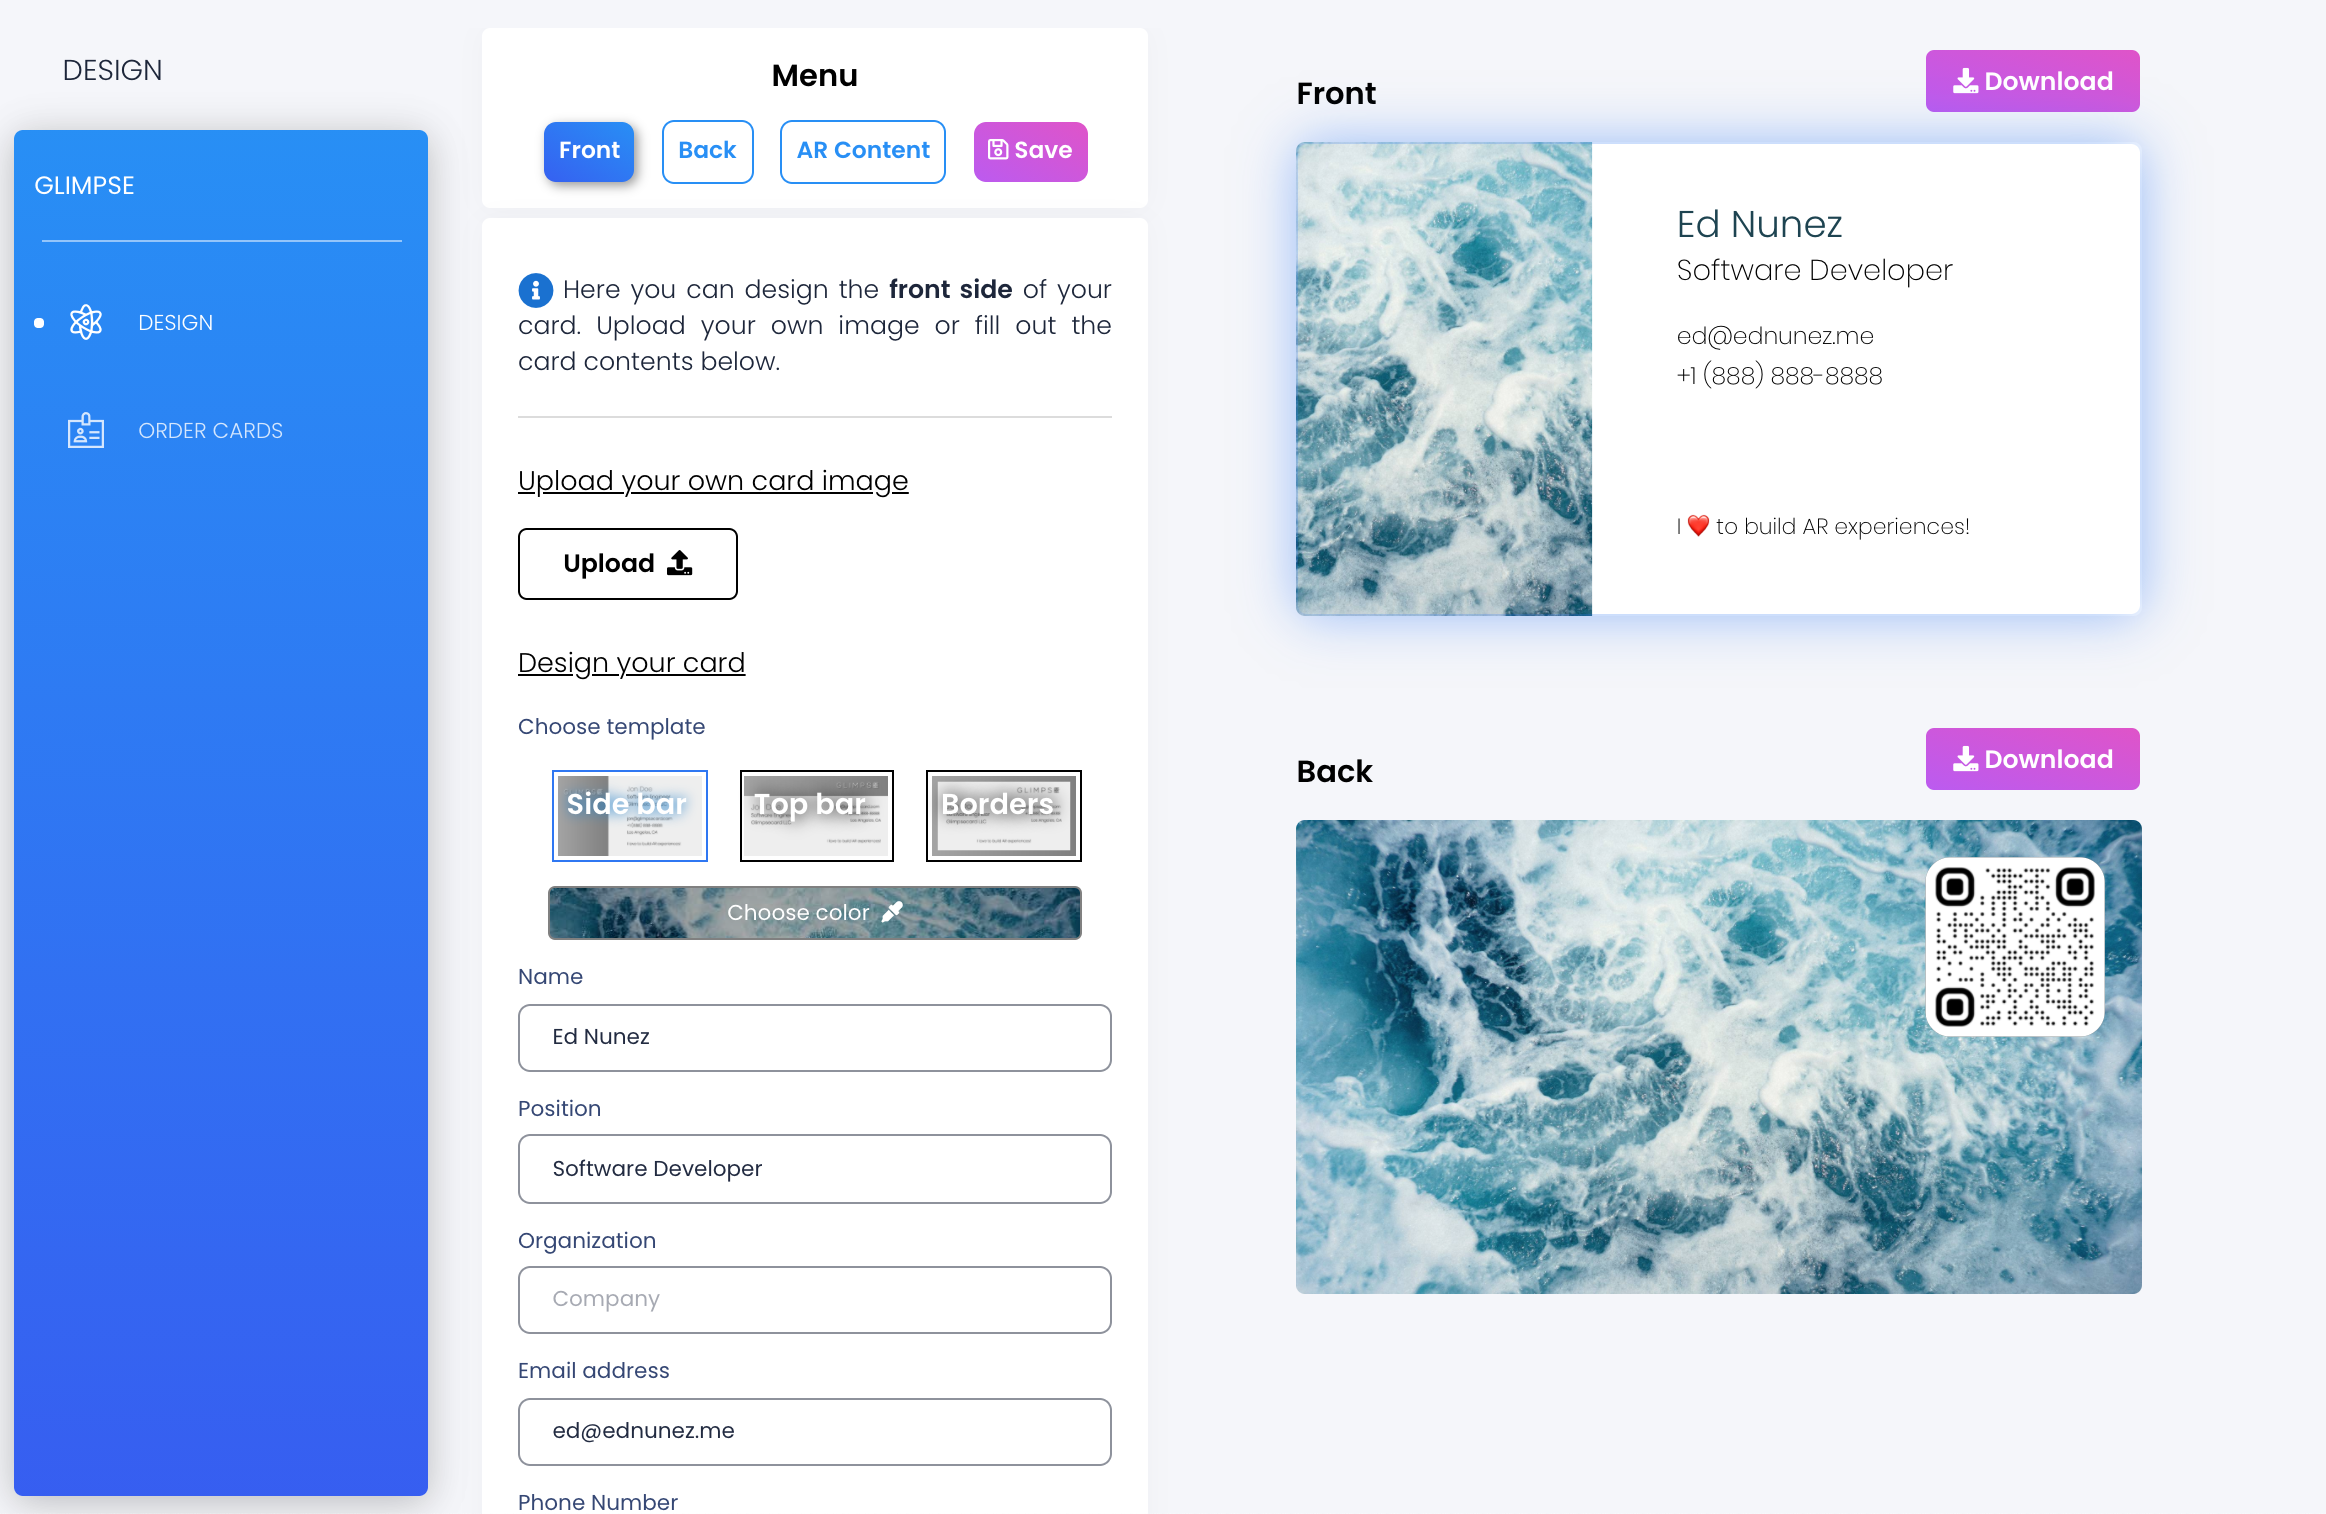 DESIGN
GLIMPSE
DESIGN
ORDER CARDS
Menu
Front
Back
AR Content
Save
Here you can design the front side of your
card. Upload your own image or fill out the
card contents below.
Upload your own card image
Upload
Design your card
Choose template
Side bar
Top bar
Borders
Choose color
Name
Ed Nunez
Position
Software Developer
Organization
Company
Email address
ed@ednunez.me
Phone Number
Front
Download
Ed Nunez
Software Developer
ed@ednunez.me
+1 (888) 888-8888
I ❤️ to build AR experiences!
Back
Download